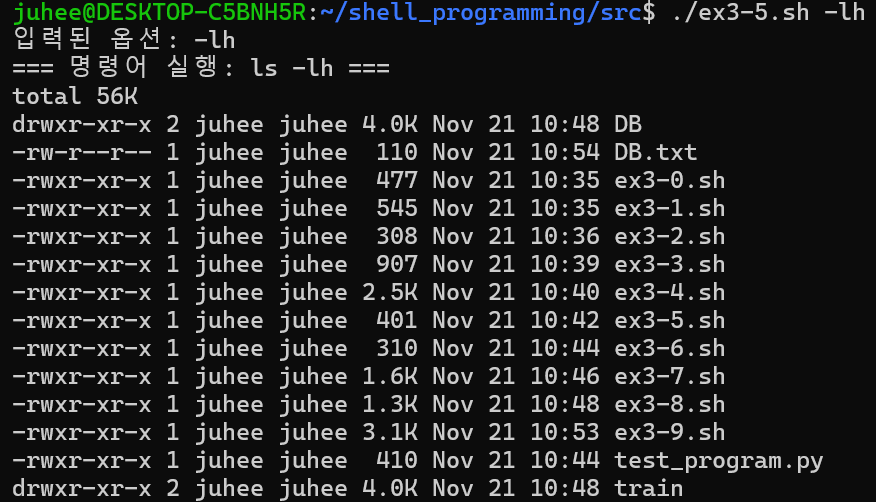 juhee@DESKTOP-C5BNH5R:~/shell_programming/src$ ./ex3-5.sh -lh
입력된 옵션: -lh
=== 명령어 실행: ls -lh ===
total 56K
drwxr-xr-x 2 juhee juhee 4.0K Nov 21 10:48 DB
-rw-r--r-- 1 juhee juhee  110 Nov 21 10:54 DB.txt
-rwxr-xr-x 1 juhee juhee  477 Nov 21 10:35 ex3-0.sh
-rwxr-xr-x 1 juhee juhee  545 Nov 21 10:35 ex3-1.sh
-rwxr-xr-x 1 juhee juhee  308 Nov 21 10:36 ex3-2.sh
-rwxr-xr-x 1 juhee juhee  907 Nov 21 10:39 ex3-3.sh
-rwxr-xr-x 1 juhee juhee 2.5K Nov 21 10:40 ex3-4.sh
-rwxr-xr-x 1 juhee juhee  401 Nov 21 10:42 ex3-5.sh
-rwxr-xr-x 1 juhee juhee  310 Nov 21 10:44 ex3-6.sh
-rwxr-xr-x 1 juhee juhee 1.6K Nov 21 10:46 ex3-7.sh
-rwxr-xr-x 1 juhee juhee 1.3K Nov 21 10:48 ex3-8.sh
-rwxr-xr-x 1 juhee juhee 3.1K Nov 21 10:53 ex3-9.sh
-rwxr-xr-x 1 juhee juhee  410 Nov 21 10:44 test_program.py
drwxr-xr-x 2 juhee juhee 4.0K Nov 21 10:48 train